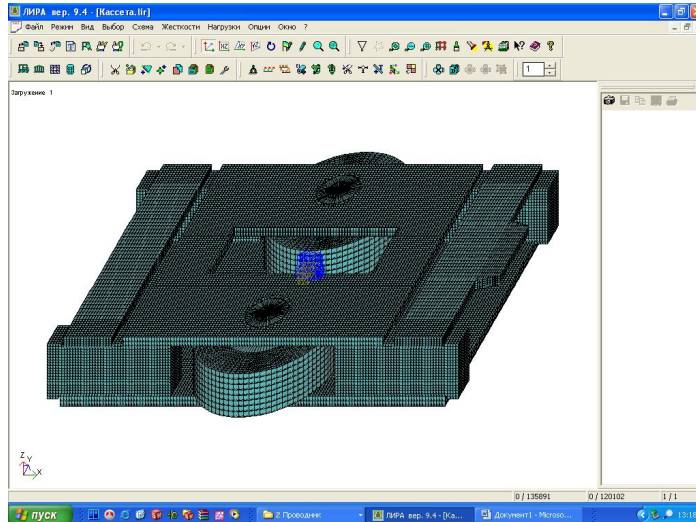 ЛИРА вер. 9.4 - [Кассета.lir]
Файл Режим Вид Выбор Схема Жесткости Нагрузки Опции Окно ?
1
Загружение 1
Z
Y
X
0 / 135891 0 / 120102 1 / 1
пуск 2 Проводник ЛИРА вер. 9.4 - [Ка... Документ1 - Microso... 13:18